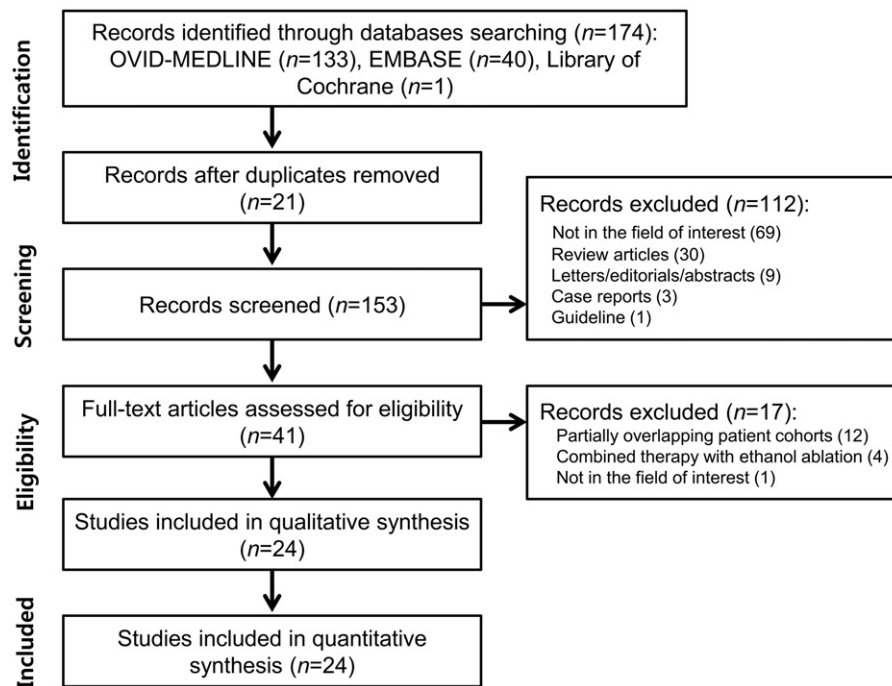 Identification
Records identified through databases searching (n=174):
OVID-MEDLINE (n=133), EMBASE (n=40), Library of
Cochrane (n=1)
Records after duplicates removed
(n=21)
Screening
Records screened (n=153)
Records excluded (n=112):
Not in the field of interest (69)
Review articles (30)
Letters/editorials/abstracts (9)
Case reports (3)
Guideline (1)
Eligibility
Full-text articles assessed for eligibility
(n=41)
Records excluded (n=17):
Partially overlapping patient cohorts (12)
Combined therapy with ethanol ablation (4)
Not in the field of interest (1)
Studies included in qualitative synthesis
(n=24)
Included
Studies included in quantitative
synthesis (n=24)